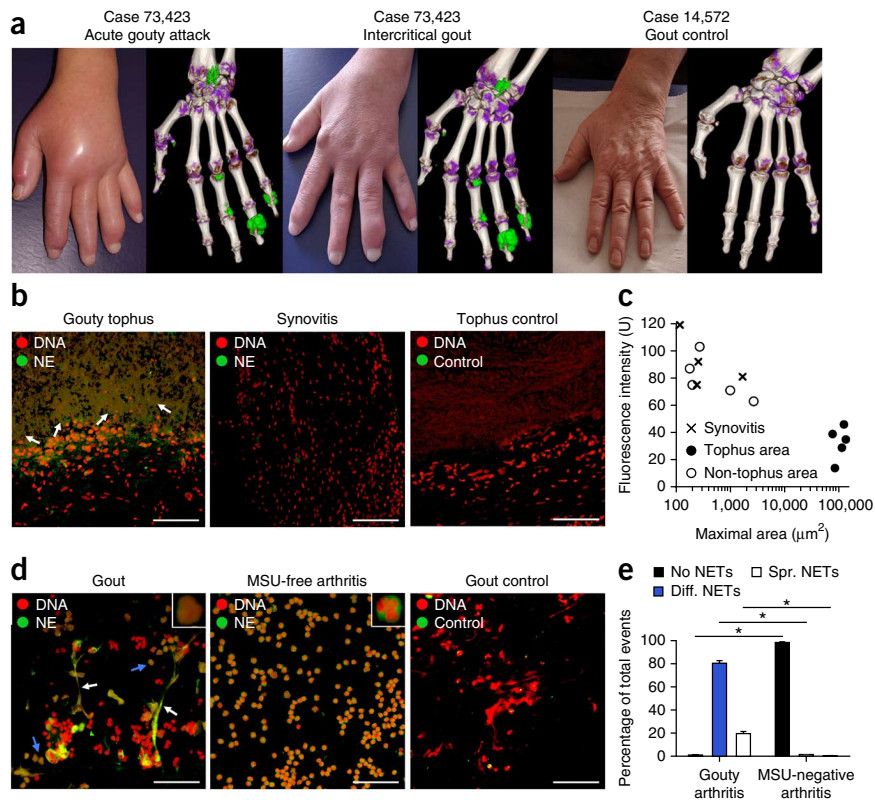 a
Case 73,423
Acute gouty attack
Case 73,423
Intercritical gout
Case 14,572
Gout control
b
Gouty tophus
DNA
NE
Synovitis
DNA
NE
Tophus control
DNA
Control
c
Fluorescence intensity (U)
120
100
80
60
40
20
0
Synovitis
Tophus area
Non-tophus area
100
1,000
10,000
100,000
Maximal area (μm²)
d
Gout
DNA
NE
MSU-free arthritis
DNA
NE
Gout control
DNA
Control
e
No NETs
Spr. NETs
Diff. NETs
*
*
*
Percentage of total events
100
80
60
40
20
0
Gouty
arthritis
MSU-negative
arthritis